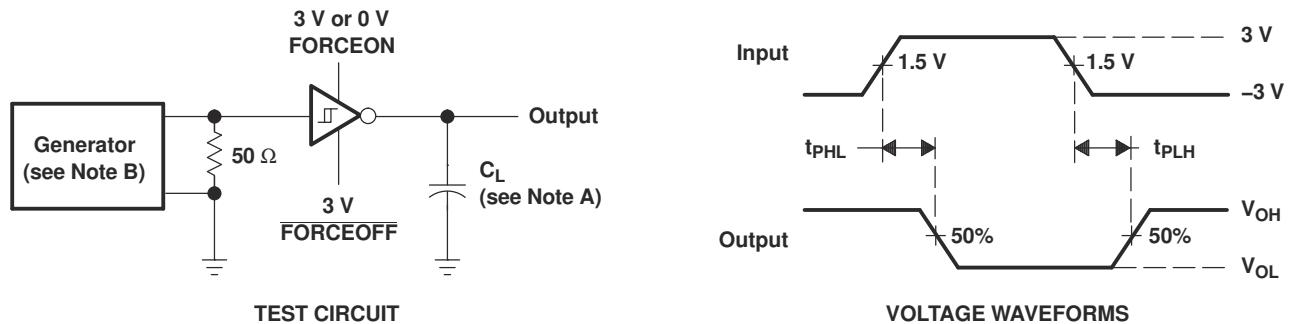 3 V or 0 V
FORCEON
Generator
(see Note B)
50 Ω
Output
C_L
(see Note A)
3 V
FORCEOFF
TEST CIRCUIT
Input
1.5 V
1.5 V
3 V
−3 V
t_PHL
t_PLH
Output
50%
50%
V_OH
V_OL
VOLTAGE WAVEFORMS